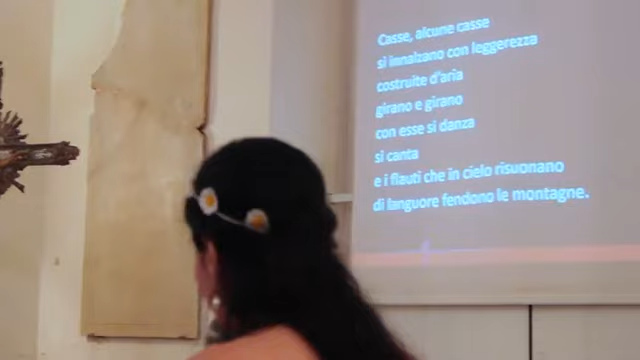 Casse, alcune casse
si innalzano con leggerezza
costruite d'aria
girano e girano
con esse si danza
si canta
e i flauti che in cielo risuonano
di languore fendono le montagne.